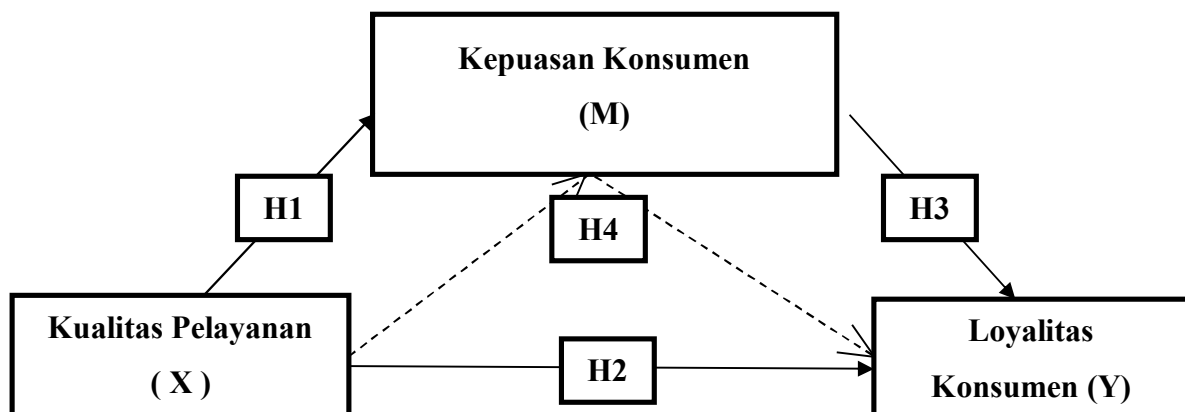 Kepuasan Konsumen
(M)
H1
H4
H3
Kualitas Pelayanan
( X )
H2
Loyalitas
Konsumen (Y)